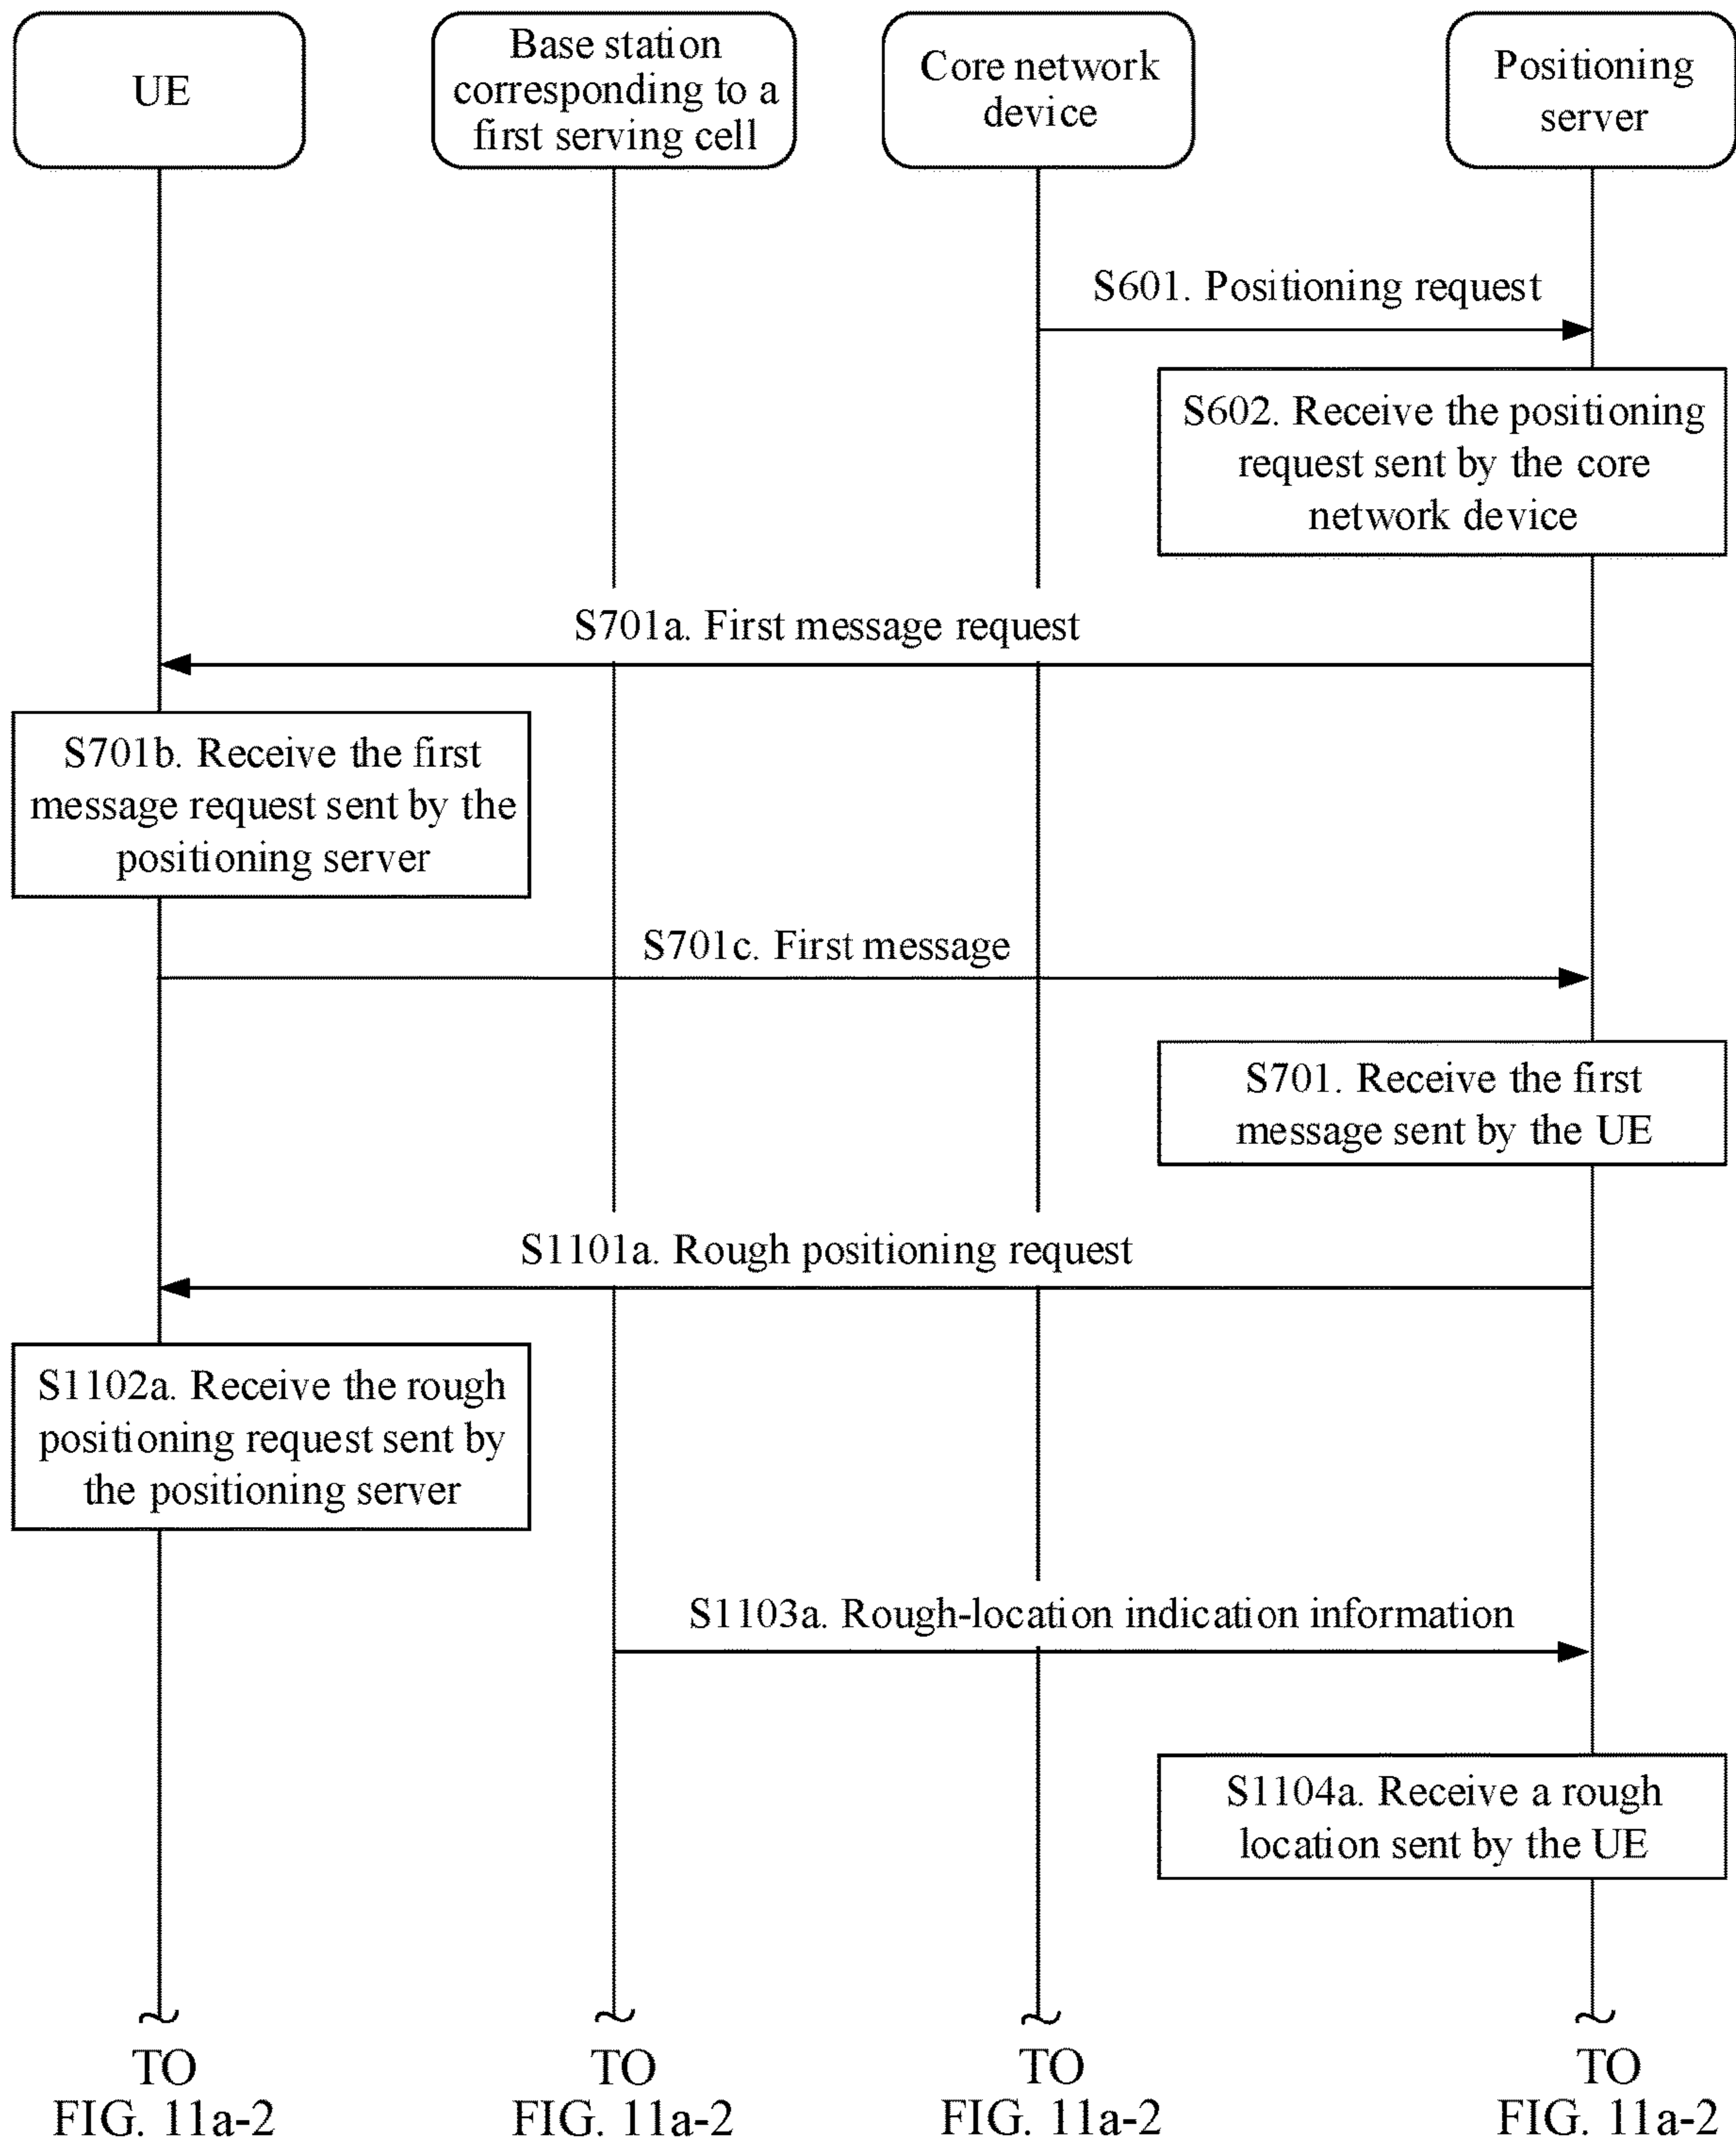 UE
Base station
corresponding to a
first serving cell
Core network
device
Positioning
server
S601. Positioning request
S602. Receive the positioning
request sent by the core
network device
S701a. First message request
S701b. Receive the first
message request sent by the
positioning server
S701c. First message
S701. Receive the first
message sent by the UE
S1101a. Rough positioning request
S1102a. Receive the rough
positioning request sent by
the positioning server
S1103a. Rough-location indication information
S1104a. Receive a rough
location sent by the UE
TO
FIG. 11a-2
TO
FIG. 11a-2
TO
FIG. 11a-2
TO
FIG. 11a-2